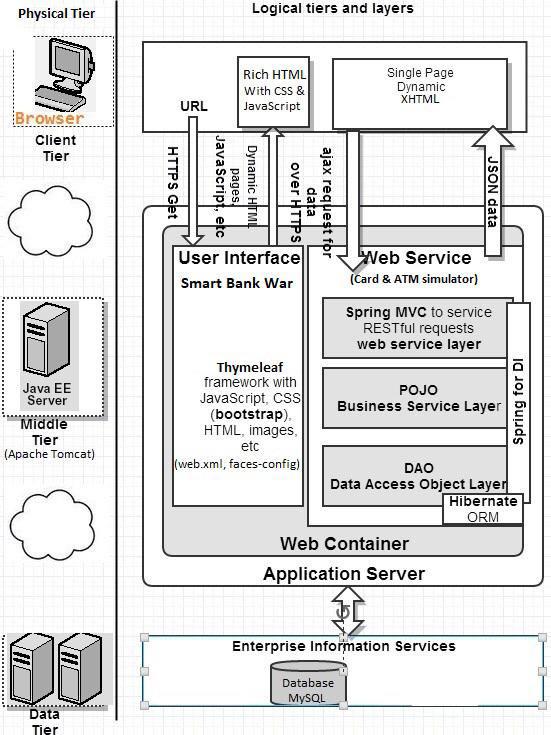 Physical Tier
Logical tiers and layers
Browser
Client
Tier
URL
Rich HTML
With CSS &
JavaScript
Single Page
Dynamic
XHTML
HTTPS Get
Dynamic HTML
pages,
JavaScript, etc
ajax request for
data
over HTTPS
JSON data
User Interface
Smart Bank War
Thymeleaf
framework with
JavaScript, CSS
(bootstrap),
HTML, images,
etc
(web.xml, faces-config)
Web Service
(Card & ATM simulator)
Spring MVC to service
RESTful requests
web service layer
POJO
Business Service Layer
DAO
Data Access Object Layer
Spring for DI
Hibernate
ORM
Web Container
Application Server
Java EE
Server
Middle
Tier
(Apache Tomcat)
Enterprise Information Services
Database
MySQL
Data
Tier